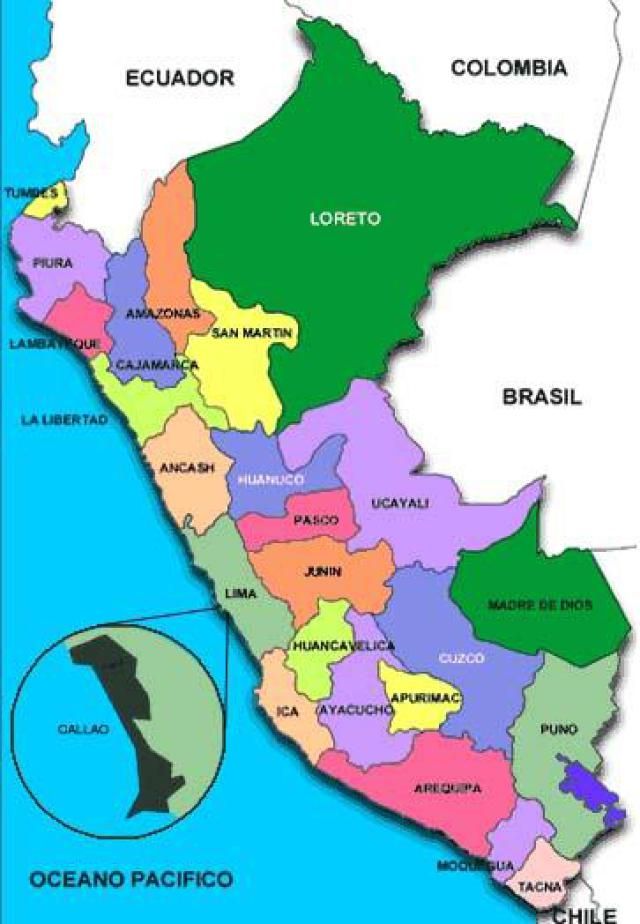 ECUADOR
COLOMBIA
TUMBES
LORETO
PIURA
AMAZONAS
SAN MARTIN
LAMBAYEQUE
CAJAMARCA
BRASIL
LA LIBERTAD
ANCASH
HUANUCO
UCAYALI
PASCO
JUNIN
LIMA
MADRE DE DIOS
HUANCAVELICA
CUZCO
APURIMAC
ICA
AYACUCHO
CALLAO
PUNO
AREQUIPA
MOQUEGUA
OCEANO PACIFICO
TACNA
CHILE